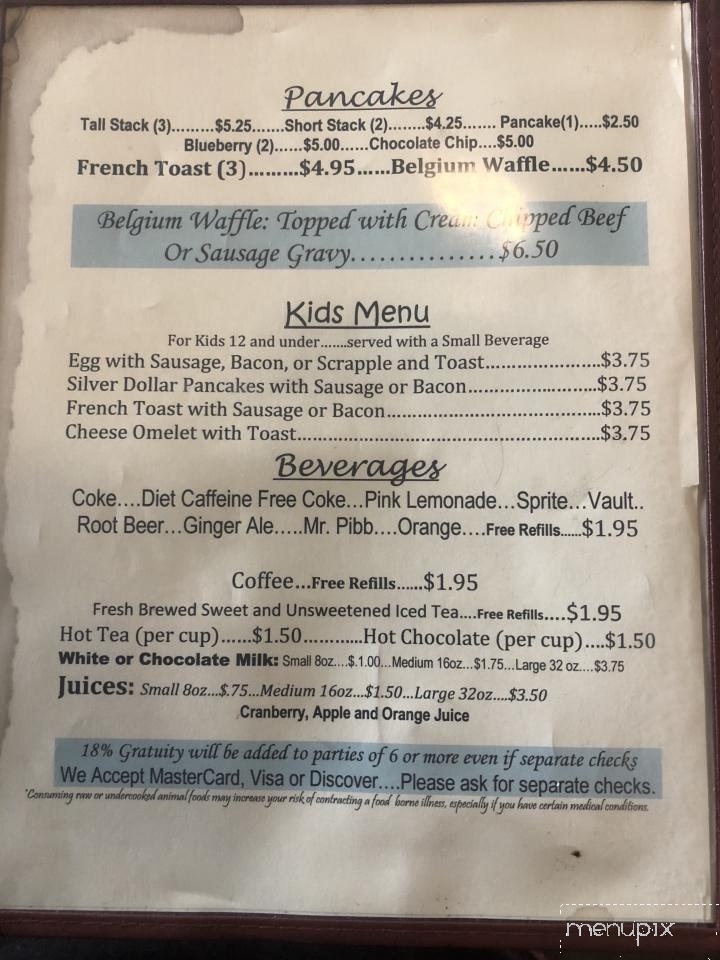 Pancakes
Tall Stack (3).........$5.25.......Short Stack (2)........$4.25....... Pancake(1).....$2.50
Blueberry (2)......$5.00......Chocolate Chip....$5.00
French Toast (3).........$4.95......Belgium Waffle......$4.50
Belgium Waffle: Topped with Cream Chipped Beef
Or Sausage Gravy................$6.50
Kids Menu
For Kids 12 and under.......served with a Small Beverage
Egg with Sausage, Bacon, or Scrapple and Toast.......................$3.75
Silver Dollar Pancakes with Sausage or Bacon.........................$3.75
French Toast with Sausage or Bacon..........................................$3.75
Cheese Omelet with Toast...........................................................$3.75
Beverages
Coke....Diet Caffeine Free Coke...Pink Lemonade...Sprite...Vault..
Root Beer...Ginger Ale.....Mr. Pibb....Orange....Free Refills......$1.95
Coffee...Free Refills......$1.95
Fresh Brewed Sweet and Unsweetened Iced Tea....Free Refills....$1.95
Hot Tea (per cup)......$1.50...........Hot Chocolate (per cup)....$1.50
White or Chocolate Milk: Small 8oz....$.1.00...Medium 16oz...$1.75...Large 32 oz....$3.75
Juices: Small 8oz...$.75...Medium 16oz...$1.50...Large 32oz....$3.50
Cranberry, Apple and Orange Juice
18% Gratuity will be added to parties of 6 or more even if separate checks
We Accept MasterCard, Visa or Discover....Please ask for separate checks.
*Consuming raw or undercooked animal foods may increase your risk of contracting a food borne illness, especially if you have certain medical conditions.
menupix